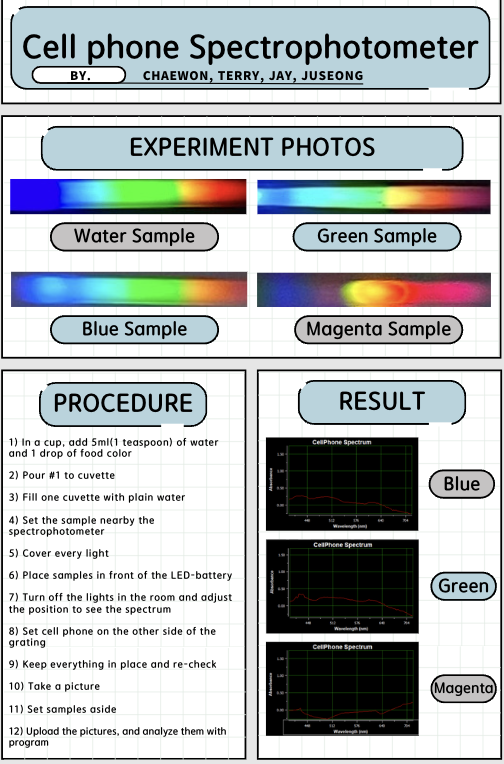 Cell phone Spectrophotometer
BY. CHAEWON, TERRY, JAY, JUSEONG
EXPERIMENT PHOTOS
Water Sample
Green Sample
Blue Sample
Magenta Sample
PROCEDURE
1) In a cup, add 5ml(1 teaspoon) of water
and 1 drop of food color
2) Pour #1 to cuvette
3) Fill one cuvette with plain water
4) Set the sample nearby the
spectrophotometer
5) Cover every light
6) Place samples in front of the LED-battery
7) Turn off the lights in the room and adjust
the position to see the spectrum
8) Set cell phone on the other side of the
grating
9) Keep everything in place and re-check
10) Take a picture
11) Set samples aside
12) Upload the pictures, and analyze them with
program
RESULT
CellPhone Spectrum
Absorbance
Wavelength (nm)
Blue
CellPhone Spectrum
Absorbance
Wavelength (nm)
Green
CellPhone Spectrum
Absorbance
Wavelength (nm)
Magenta